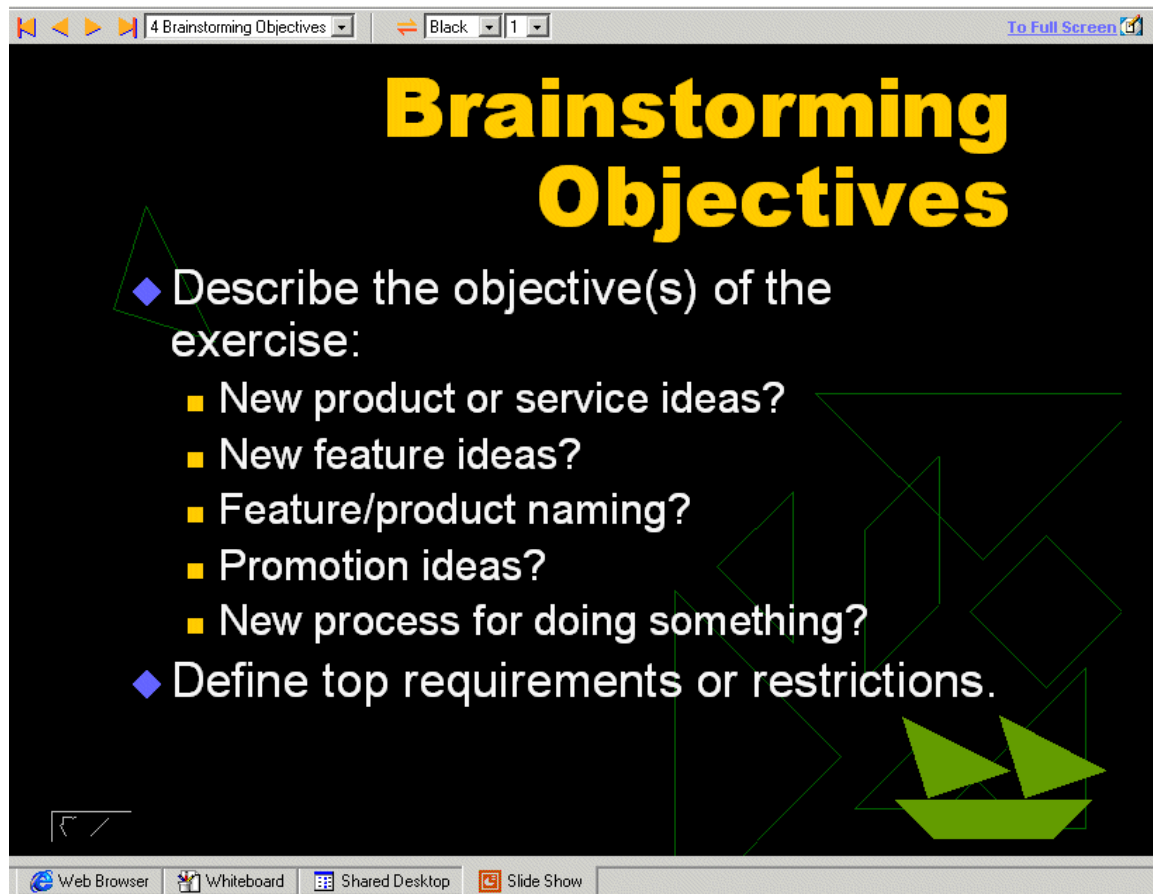 4 Brainstorming Objectives Black 1 To Full Screen
Brainstorming
Objectives
Describe the objective(s) of the
exercise:
New product or service ideas?
New feature ideas?
Feature/product naming?
Promotion ideas?
New process for doing something?
Define top requirements or restrictions.
Web Browser Whiteboard Shared Desktop Slide Show